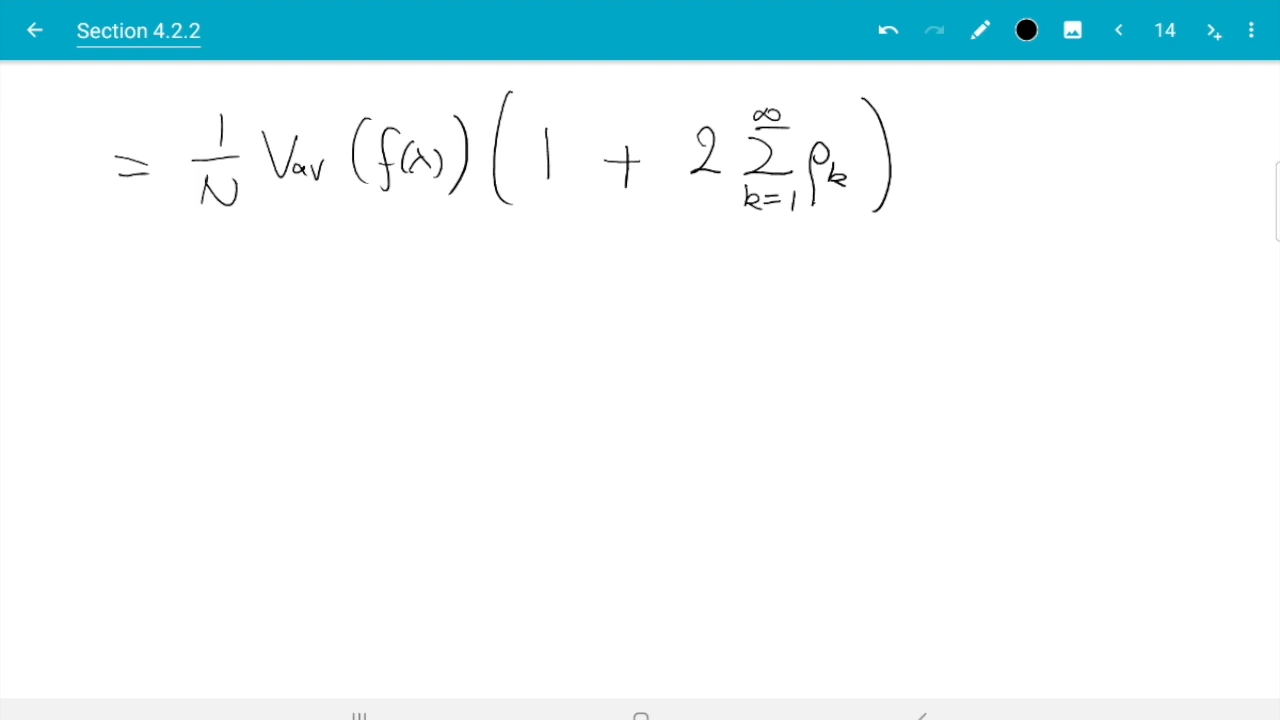 Section 4.2.2
14
= 1/N Var (f(x)) ( 1 + 2 ∑_{k=1}^{∞} ρ_k )